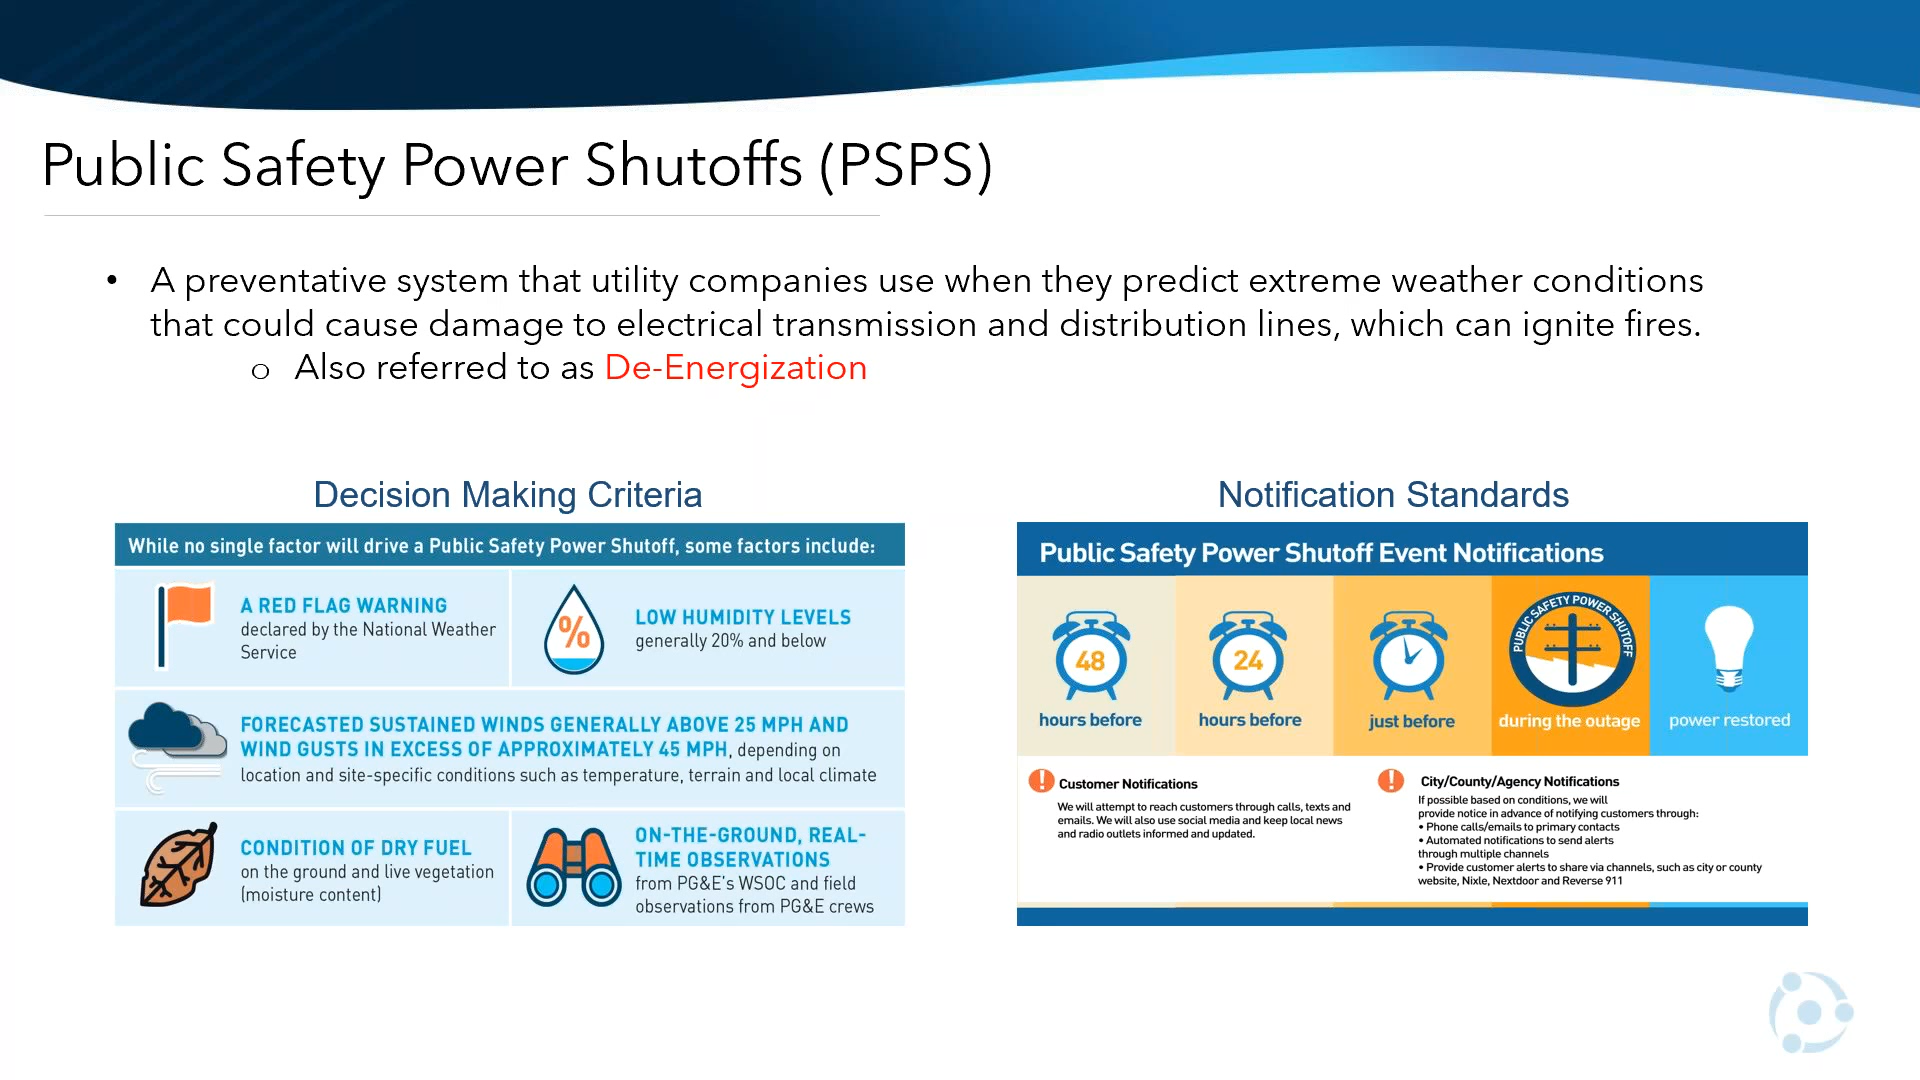 Public Safety Power Shutoffs (PSPS)
• A preventative system that utility companies use when they predict extreme weather conditions
that could cause damage to electrical transmission and distribution lines, which can ignite fires.
o Also referred to as De-Energization
Decision Making Criteria
While no single factor will drive a Public Safety Power Shutoff, some factors include:
A RED FLAG WARNING
declared by the National Weather
Service
%
LOW HUMIDITY LEVELS
generally 20% and below
FORECASTED SUSTAINED WINDS GENERALLY ABOVE 25 MPH AND
WIND GUSTS IN EXCESS OF APPROXIMATELY 45 MPH, depending on
location and site-specific conditions such as temperature, terrain and local climate
CONDITION OF DRY FUEL
on the ground and live vegetation
(moisture content)
ON-THE-GROUND, REAL-
TIME OBSERVATIONS
from PG&E's WSOC and field
observations from PG&E crews
Notification Standards
Public Safety Power Shutoff Event Notifications
48
hours before
24
hours before
just before
PUBLIC SAFETY POWER SHUTOFF
during the outage
power restored
! Customer Notifications
We will attempt to reach customers through calls, texts and
emails. We will also use social media and keep local news
and radio outlets informed and updated.
! City/County/Agency Notifications
If possible based on conditions, we will
provide notice in advance of notifying customers through:
• Phone calls/emails to primary contacts
• Automated notifications to send alerts
through multiple channels
• Provide customer alerts to share via channels, such as city or county
website, Nixle, Nextdoor and Reverse 911